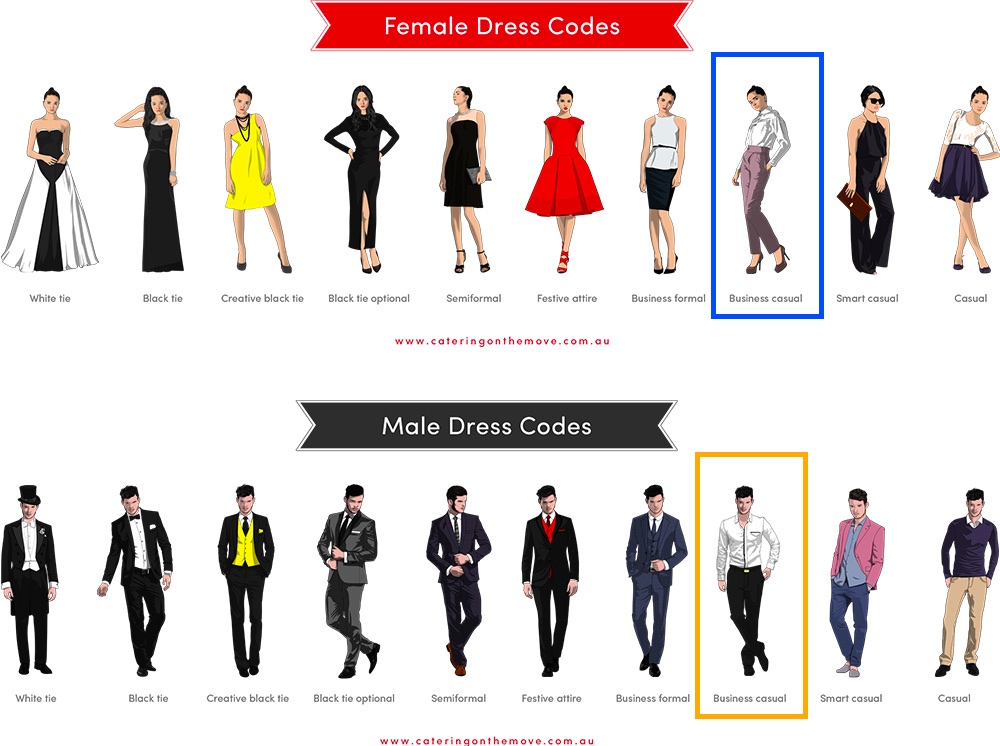 Female Dress Codes
White tie
Black tie
Creative black tie
Black tie optional
Semiformal
Festive attire
Business formal
Business casual
Smart casual
Casual
www.cateringonthemove.com.au
Male Dress Codes
White tie
Black tie
Creative black tie
Black tie optional
Semiformal
Festive attire
Business formal
Business casual
Smart casual
Casual
www.cateringonthemove.com.au